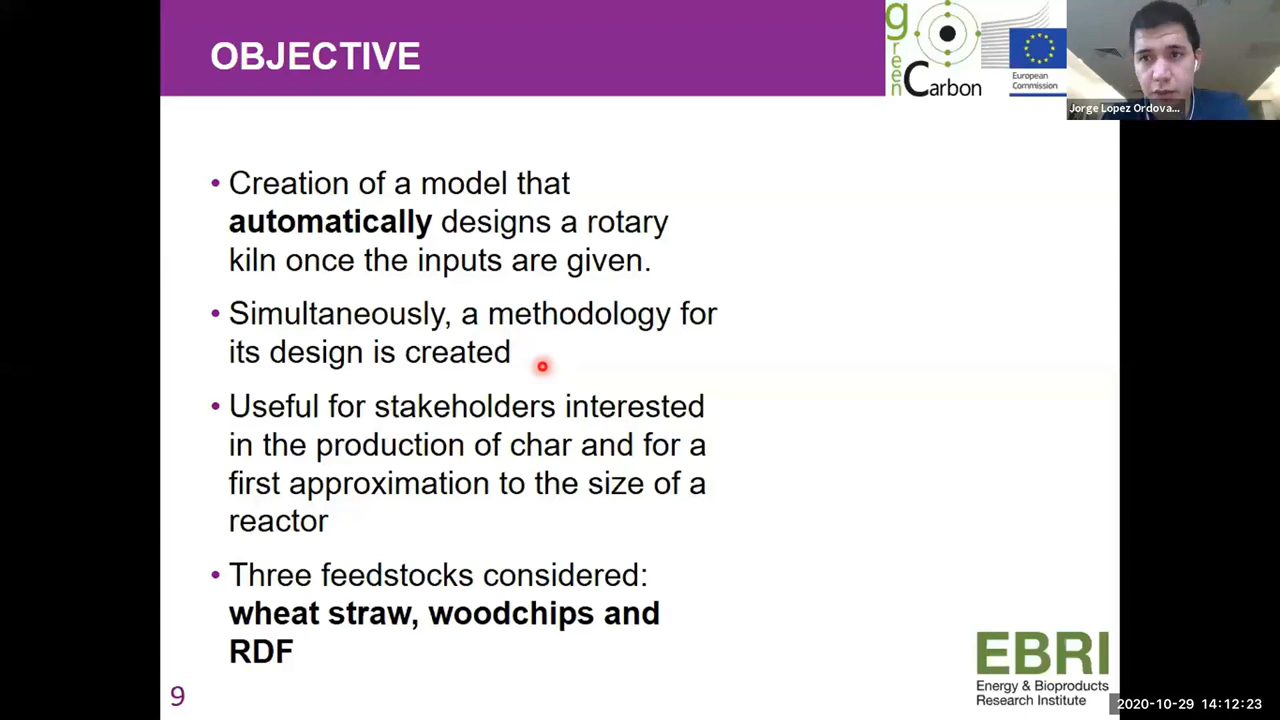 OBJECTIVE
green
Carbon
European
Commission
Jorge Lopez Ordova...
• Creation of a model that
automatically designs a rotary
kiln once the inputs are given.
• Simultaneously, a methodology for
its design is created
• Useful for stakeholders interested
in the production of char and for a
first approximation to the size of a
reactor
• Three feedstocks considered:
wheat straw, woodchips and
RDF
9
EBRI
Energy & Bioproducts
Research Institute
2020-10-29 14:12:23